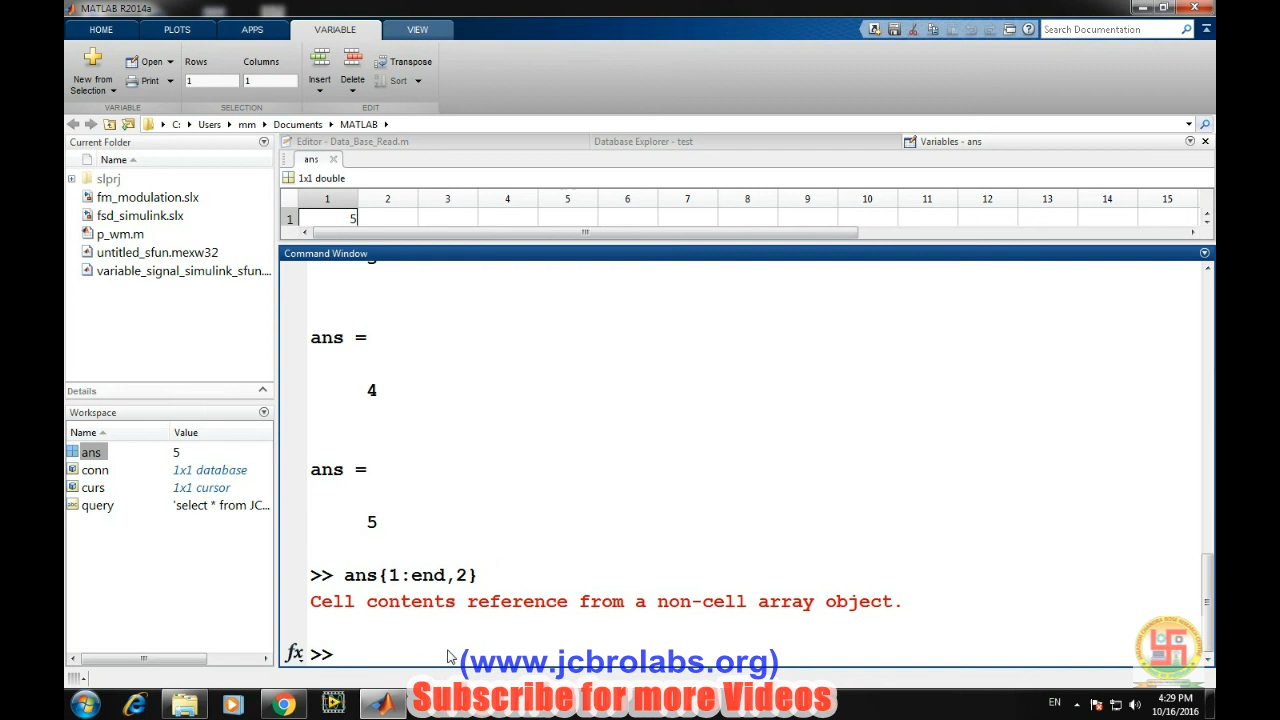 MATLAB R2014a
HOME PLOTS APPS VARIABLE VIEW Search Documentation
New from Selection Open Print Rows Columns 1 1 Insert Delete Transpose Sort
VARIABLE SELECTION EDIT
C: Users mm Documents MATLAB
Current Folder Editor - Data_Base_Read.m Database Explorer - test Variables - ans
Name ans
slprj 1x1 double
fm_modulation.slx 1 2 3 4 5 6 7 8 9 10 11 12 13 14 15
fsd_simulink.slx 1 5
p_wm.m
untitled_sfun.mexw32 Command Window
variable_signal_simulink_sfun....
ans =
4
Details
Workspace
Name Value
ans 5
conn 1x1 database
curs 1x1 cursor
query 'select * from JC...
ans =
5
>> ans{1:end,2}
Cell contents reference from a non-cell array object.
fx >>
(www.jcbrolabs.org)
Subscribe for more Videos
EN 4:29 PM
10/16/2016